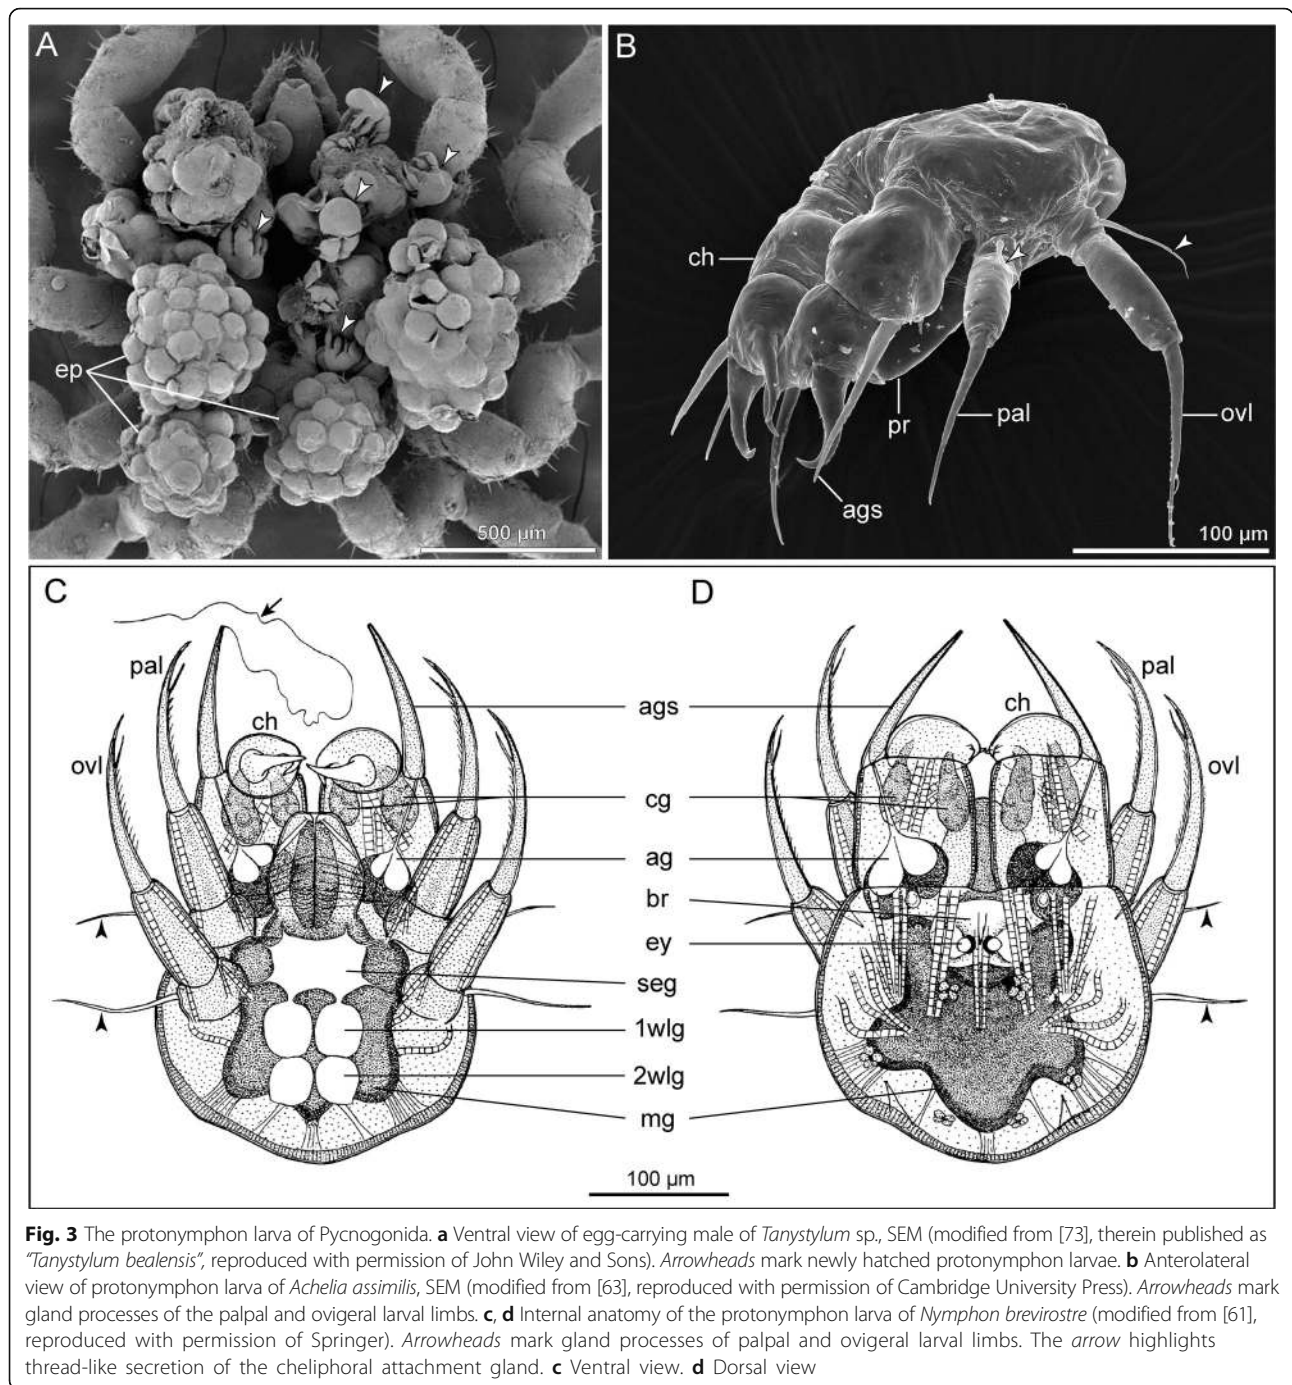 A
ep
500 µm
B
ch
pr
pal
ovl
ags
100 µm
C
pal
ch
ovl
D
pal
ch
ovl
ags
cg
ag
br
ey
seg
1wlg
2wlg
mg
100 µm
Fig. 3 The protonymphon larva of Pycnogonida. a Ventral view of egg-carrying male of Tanystylum sp., SEM (modified from [73], therein published as
"Tanystylum bealensis", reproduced with permission of John Wiley and Sons). Arrowheads mark newly hatched protonymphon larvae. b Anterolateral
view of protonymphon larva of Achelia assimilis, SEM (modified from [63], reproduced with permission of Cambridge University Press). Arrowheads mark
gland processes of the palpal and ovigeral larval limbs. c, d Internal anatomy of the protonymphon larva of Nymphon brevirostre (modified from [61],
reproduced with permission of Springer). Arrowheads mark gland processes of palpal and ovigeral larval limbs. The arrow highlights
thread-like secretion of the cheliphoral attachment gland. c Ventral view. d Dorsal view